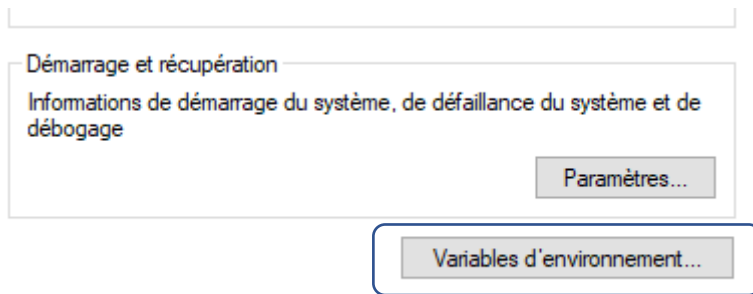 Démarrage et récupération
Informations de démarrage du système, de défaillance du système et de
débogage
Paramètres...
Variables d'environnement...